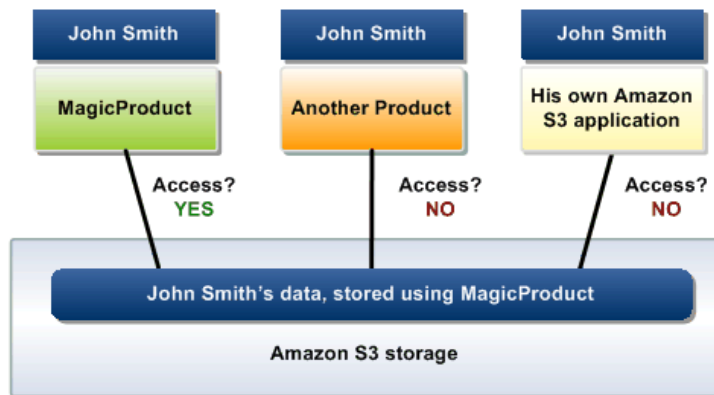 John Smith
John Smith
John Smith
MagicProduct
Another Product
His own Amazon
S3 application
Access?
YES
Access?
NO
Access?
NO
John Smith's data, stored using MagicProduct
Amazon S3 storage